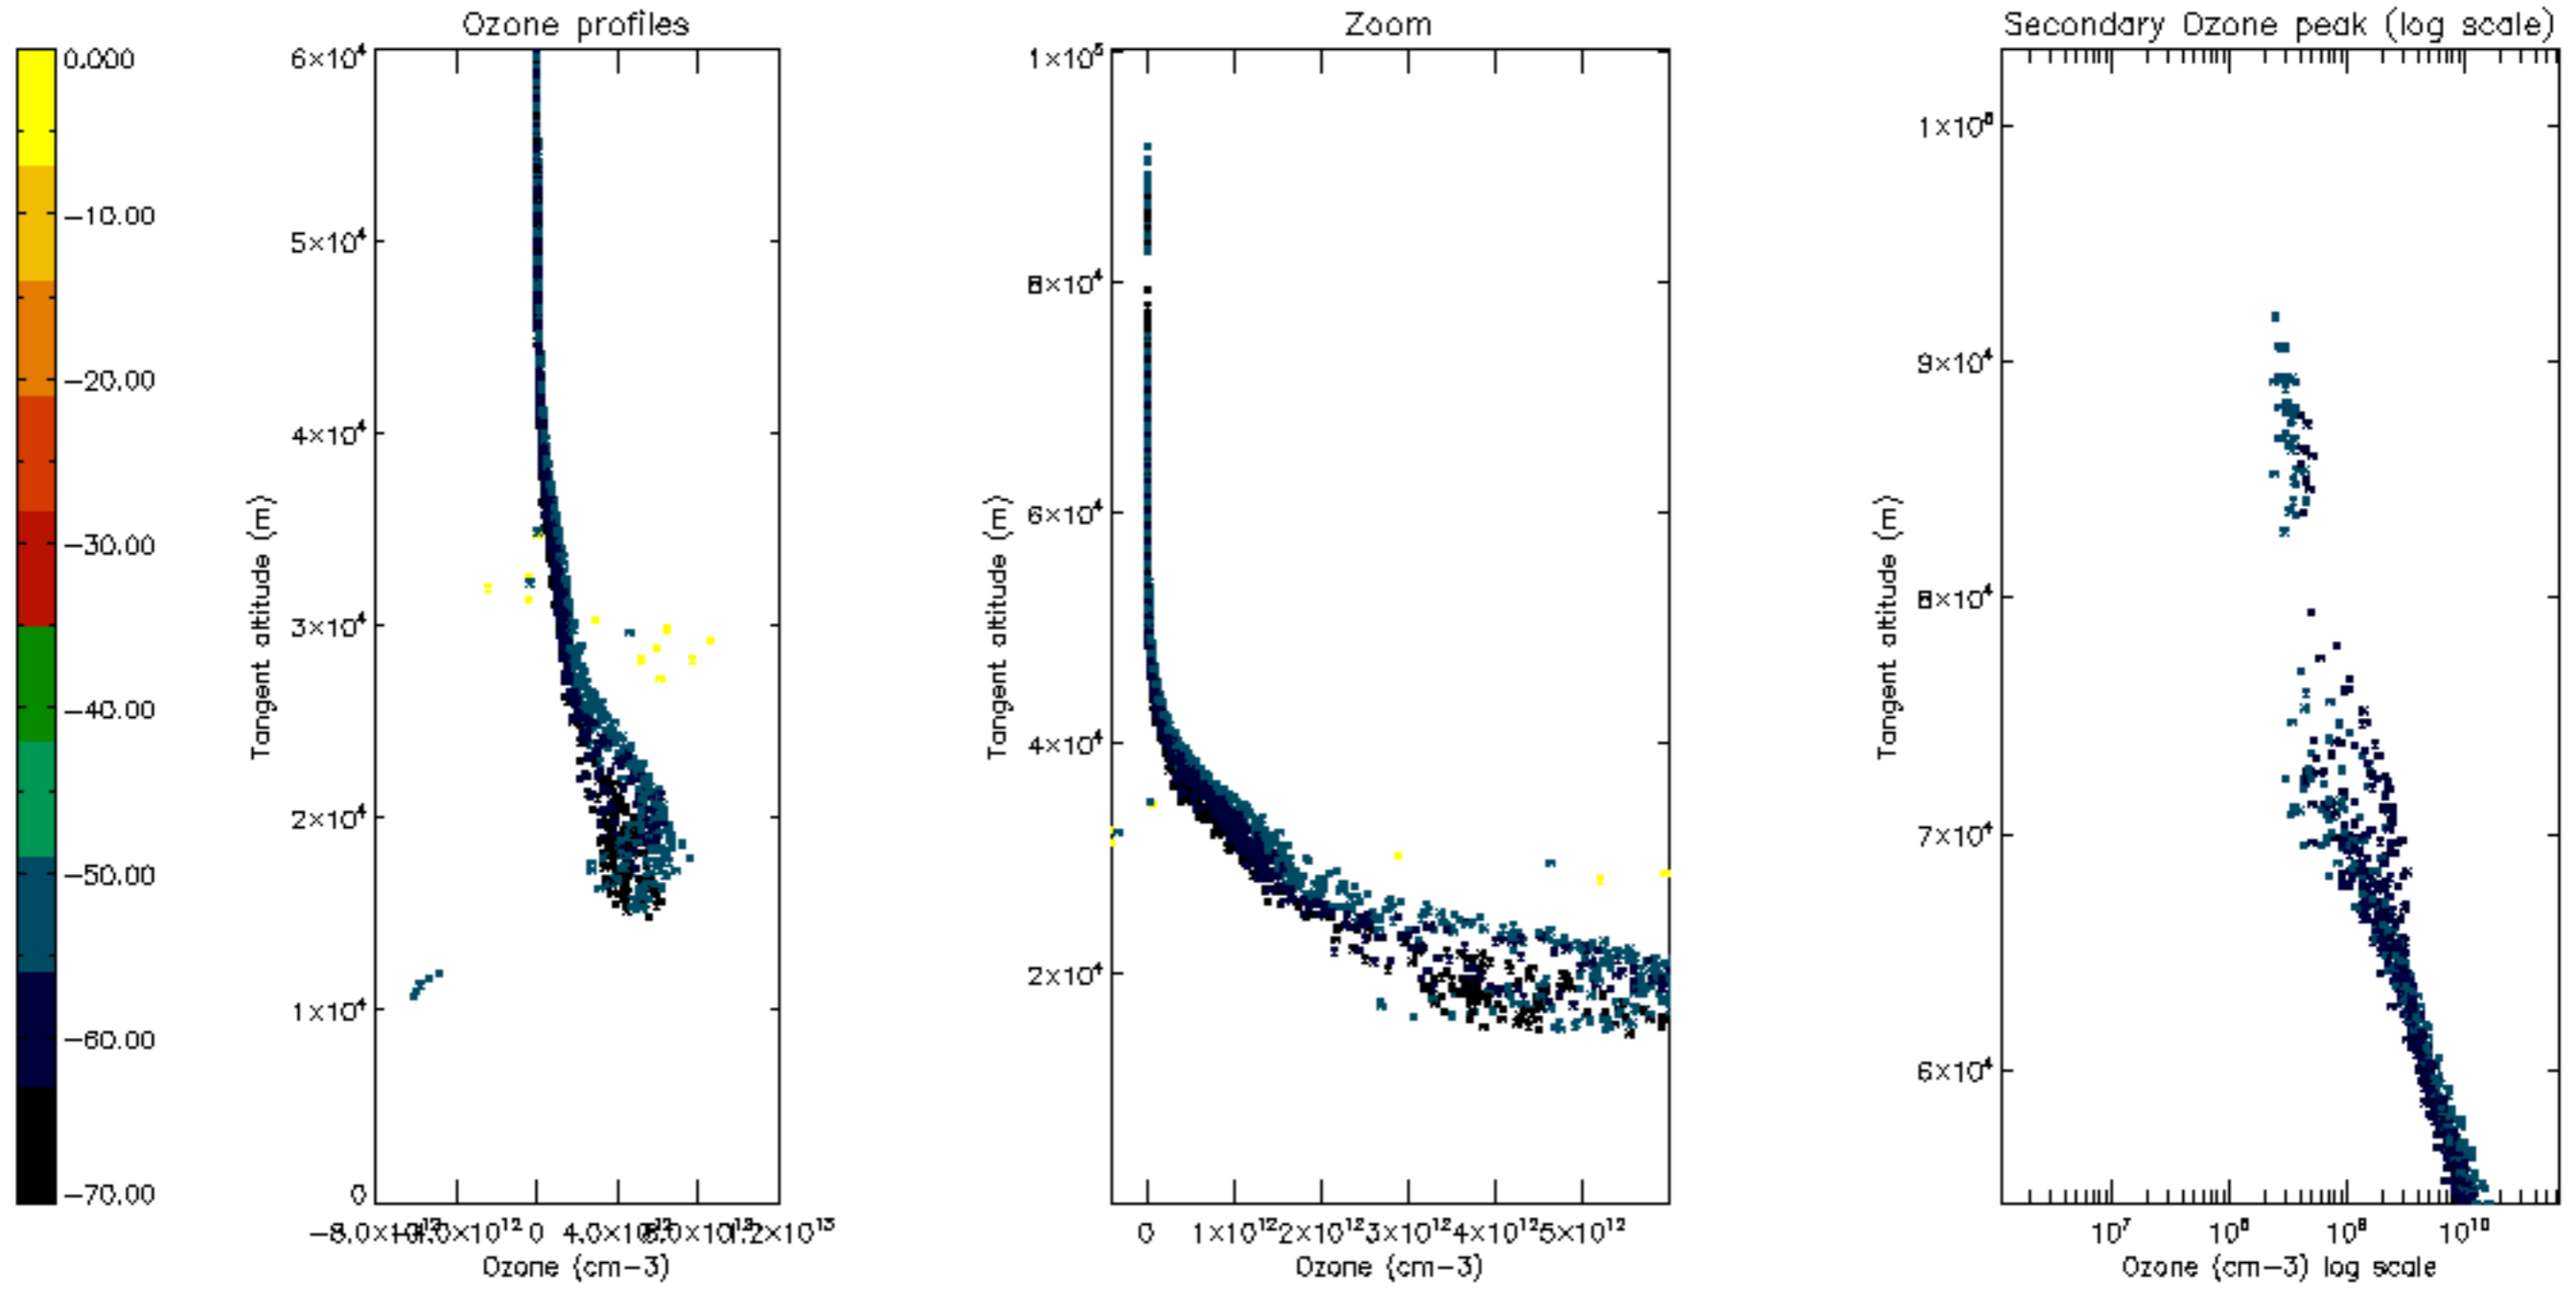 Ozone profiles
Zoom
Secondary Ozone peak (log scale)
0.000
-10.00
-20.00
-30.00
-40.00
-50.00
-60.00
-70.00
6×10⁴
5×10⁴
4×10⁴
3×10⁴
2×10⁴
1×10⁴
0
Tangent altitude (m)
0
Ozone (cm-3)
1×10⁵
8×10⁴
6×10⁴
4×10⁴
2×10⁴
Tangent altitude (m)
0 1×10¹² 2×10¹² 3×10¹² 4×10¹² 5×10¹²
Ozone (cm-3)
1×10⁵
9×10⁴
8×10⁴
7×10⁴
6×10⁴
Tangent altitude (m)
10⁷ 10⁸ 10⁹ 10¹⁰
Ozone (cm-3) log scale